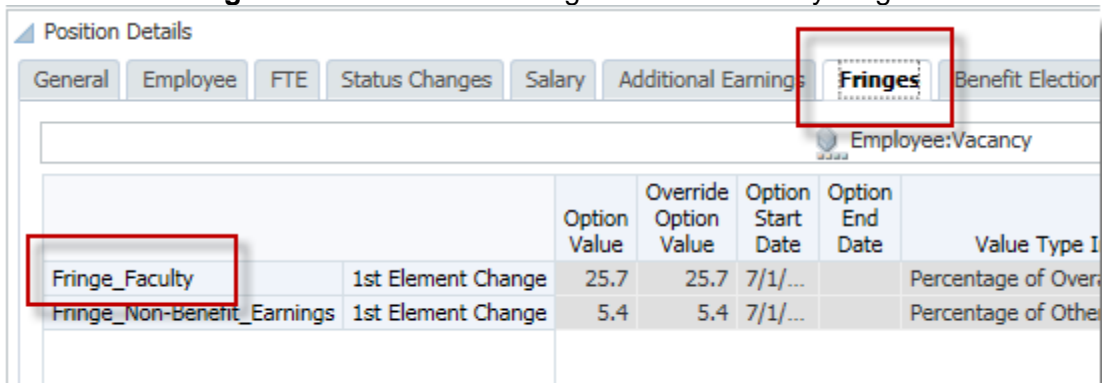 Position Details
General Employee FTE Status Changes Salary Additional Earnings Fringes Benefit Election
Employee:Vacancy
Option Value Override Option Value Option Start Date Option End Date Value Type
Fringe_Faculty 1st Element Change 25.7 25.7 7/1/... Percentage of
Fringe_Non-Benefit_Earnings 1st Element Change 5.4 5.4 7/1/... Percentage of